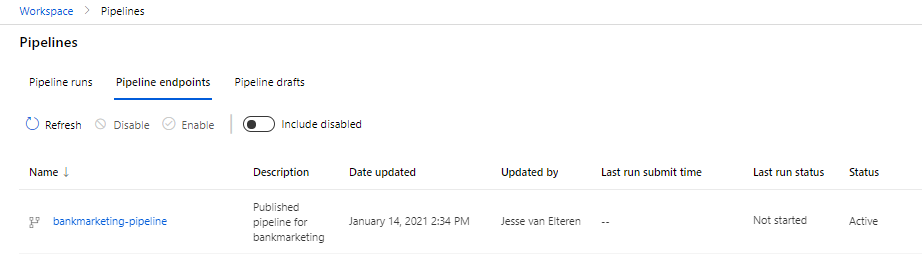 Workspace > Pipelines
Pipelines
Pipeline runs Pipeline endpoints Pipeline drafts
Refresh Disable Enable Include disabled
Name ↓ Description Date updated Updated by Last run submit time Last run status Status
Published
bankmarketing-pipeline pipeline for January 14, 2021 2:34 PM Jesse van Elteren -- Not started Active
bankmarketing